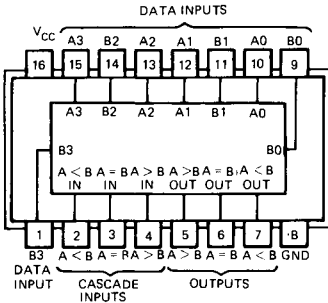 DATA INPUTS
VCC A3 B2 A2 A1 B1 A0 B0
16 15 14 13 12 11 10 9
A3 B2 A2 A1 B1 A0
B3 B0
A < B A = B A > B A > B A = B A < B
IN IN IN OUT OUT OUT
1 2 3 4 5 6 7 8
B3 A < B A = B A > B A > B A = B A < B GND
DATA INPUT CASCADE INPUTS OUTPUTS